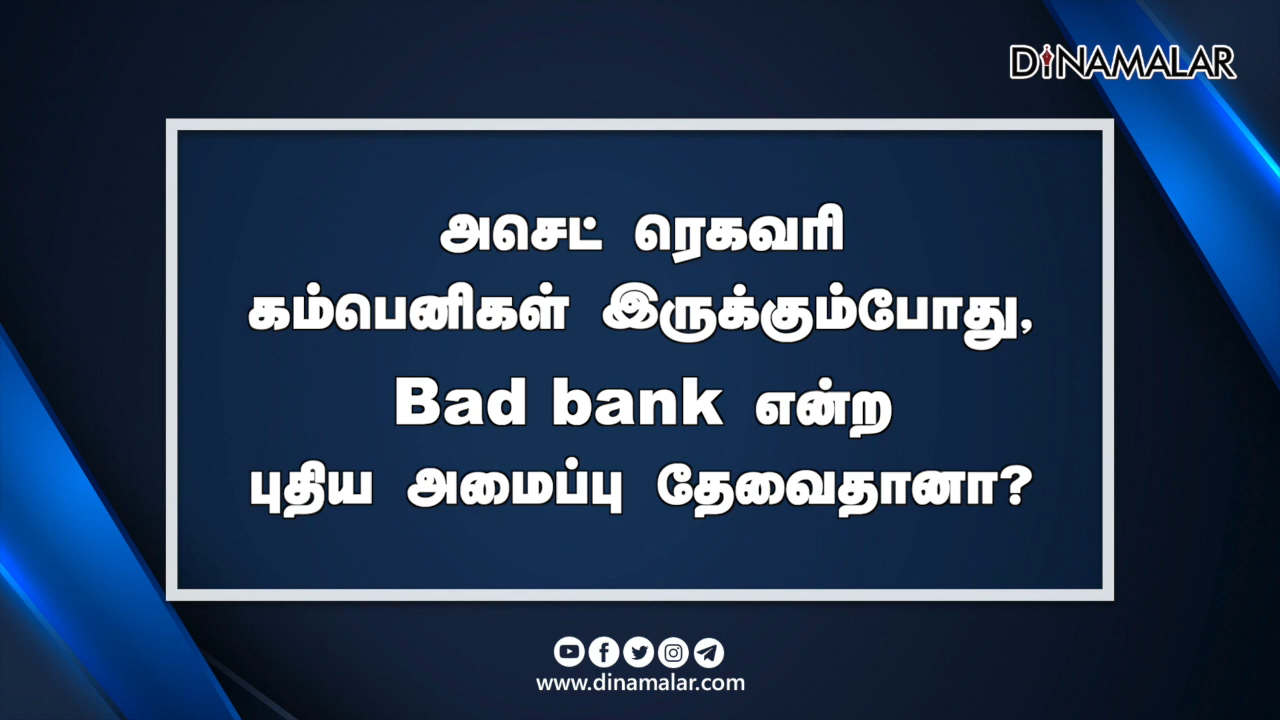 DINAMALAR
அசெட் ரெகவரி
கம்பெனிகள் இருக்கும்போது,
Bad bank என்ற
புதிய அமைப்பு தேவைதானா?
www.dinamalar.com